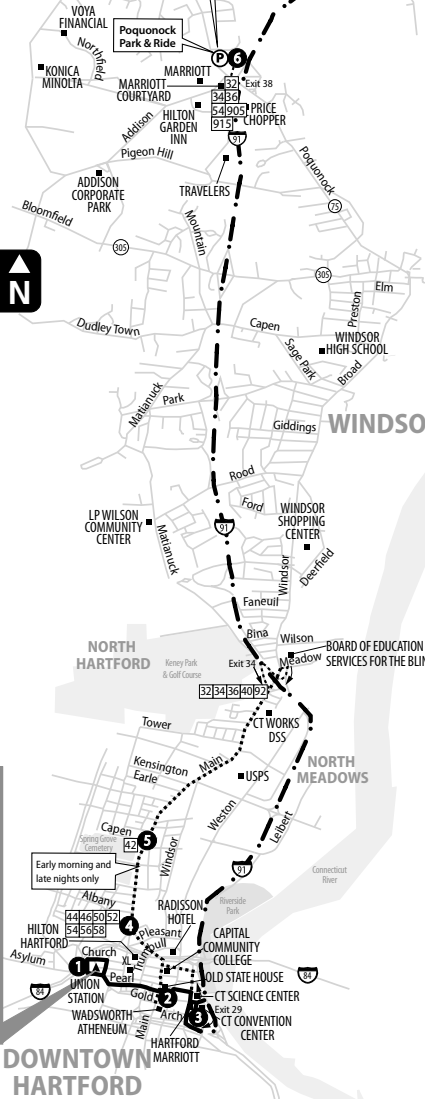 VOYA
FINANCIAL
Poquonock
Park & Ride
Northfield
P
6
KONICA
MINOLTA
MARRIOTT
MARRIOTT
COURTYARD
32
Exit 38
34 36
54 905
915
PRICE
CHOPPER
HILTON
GARDEN
INN
Addison
91
Pigeon Hill
Poquonock
TRAVELERS
ADDISON
CORPORATE
PARK
75
Bloomfield
Mountain
305
N
305
Elm
Preston
Dudley Town
Capen
Sage Park
WINDSOR
HIGH SCHOOL
Broad
Matianuck
Park
Giddings
WINDSO
Rood
Ford
LP WILSON
COMMUNITY
CENTER
91
WINDSOR
SHOPPING
CENTER
Matianuck
Windsor
Deerfield
Faneuil
Bina
Wilson
NORTH
HARTFORD
Keney Park
& Golf Course
Exit 34
Meadow
BOARD OF EDUCATION
SERVICES FOR THE BLIN
32 34 36 40 92
CT WORKS
DSS
Tower
Kensington
Main
Earle
USPS
NORTH
MEADOWS
Weston
Leibert
Capen
5
42
Spring Grove
Cemetery
Windsor
Early morning and
late nights only
91
Connecticut
River
Albany
RADISSON
HOTEL
Riverside
Park
44 46 50 52
54 56 58
4
Pleasant
HILTON
HARTFORD
Trumbull
CAPITAL
COMMUNITY
COLLEGE
Church
Asylum
XL
1
Pearl
OLD STATE HOUSE
84
UNION
STATION
84
Gold
2
CT SCIENCE CENTER
WADSWORTH
ATHENEUM
Main
Arch
3
Exit 29
CT CONVENTION
CENTER
HARTFORD
MARRIOTT
DOWNTOWN
HARTFORD